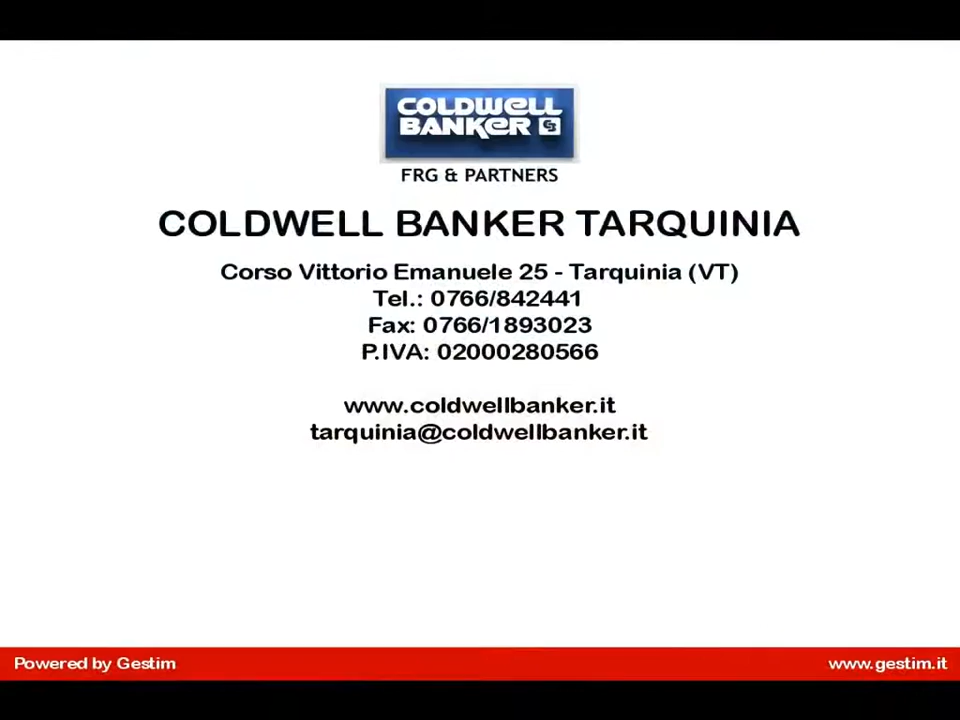 COLDWELL
BANKER CB
FRG & PARTNERS
COLDWELL BANKER TARQUINIA
Corso Vittorio Emanuele 25 - Tarquinia (VT)
Tel.: 0766/842441
Fax: 0766/1893023
P.IVA: 02000280566
www.coldwellbanker.it
tarquinia@coldwellbanker.it
Powered by Gestim
www.gestim.it